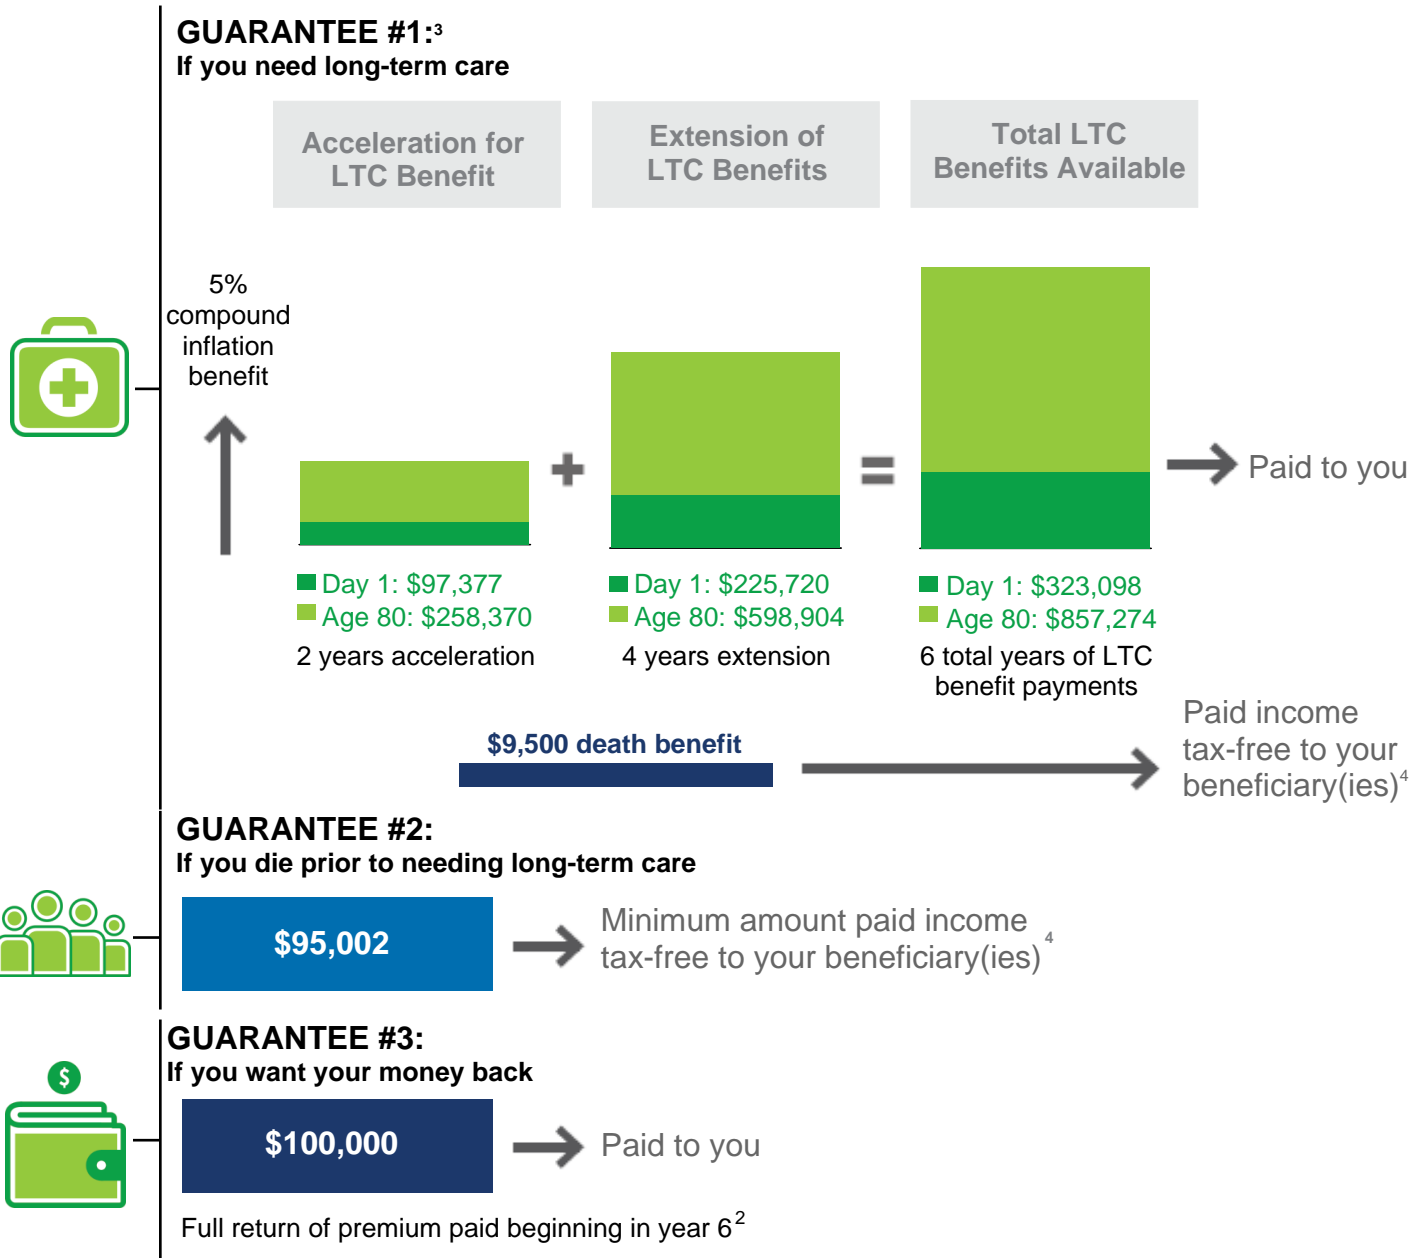 GUARANTEE #1:³
If you need long-term care
Acceleration for
LTC Benefit
Extension of
LTC Benefits
Total LTC
Benefits Available
5%
compound
inflation
benefit
+
=
Paid to you
Day 1: $97,377
Age 80: $258,370
2 years acceleration
Day 1: $225,720
Age 80: $598,904
4 years extension
Day 1: $323,098
Age 80: $857,274
6 total years of LTC
benefit payments
$9,500 death benefit
Paid income
tax-free to your
beneficiary(ies)⁴
GUARANTEE #2:
If you die prior to needing long-term care
$95,002
Minimum amount paid income
tax-free to your beneficiary(ies)⁴
GUARANTEE #3:
If you want your money back
$
$100,000
Paid to you
Full return of premium paid beginning in year 6²